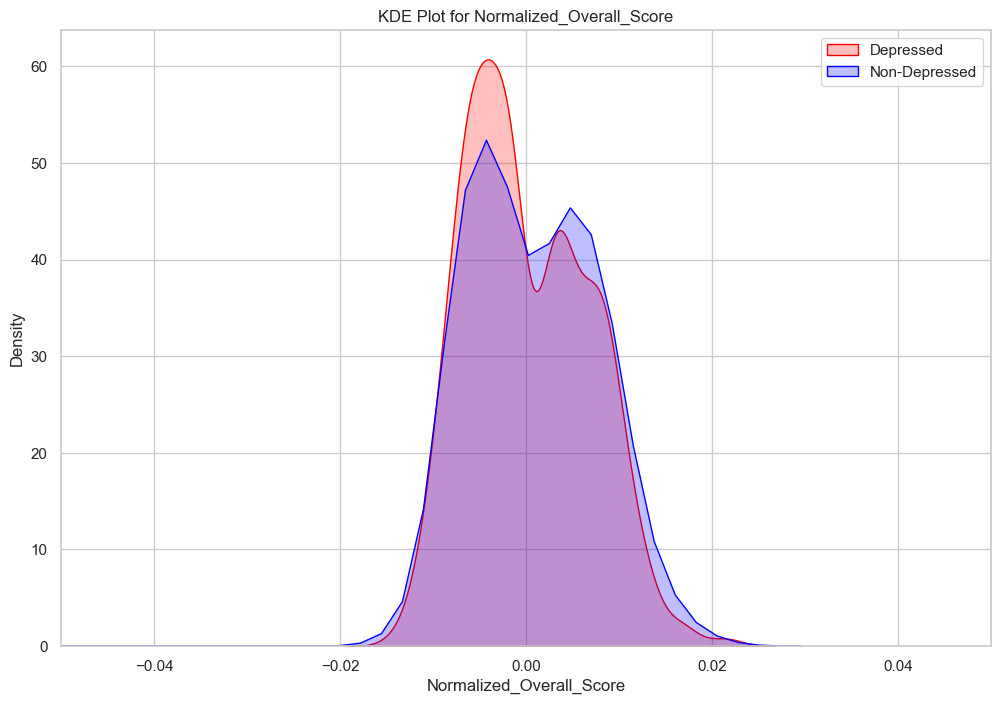 KDE Plot for Normalized_Overall_Score
Depressed
Non-Depressed
Density
60
50
40
30
20
10
0
−0.04
−0.02
0.00
0.02
0.04
Normalized_Overall_Score